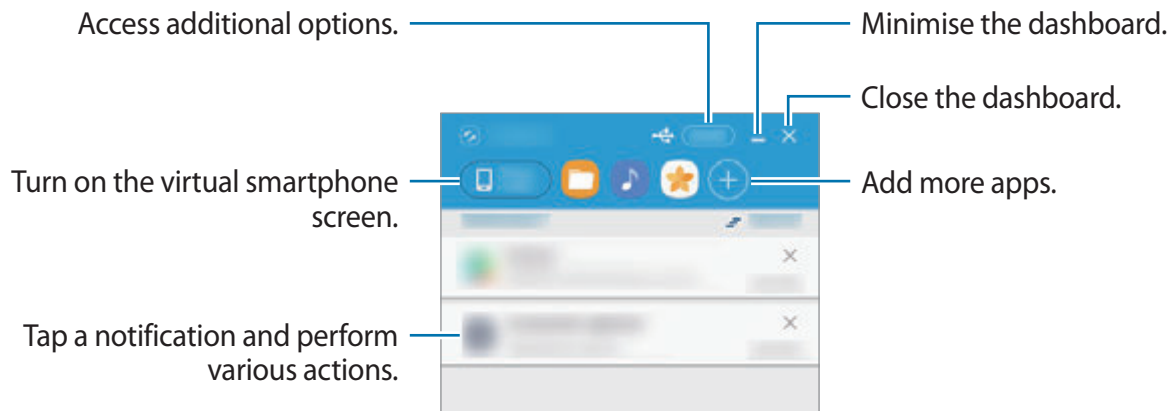 Access additional options.
Minimise the dashboard.
Close the dashboard.
Turn on the virtual smartphone
screen.
Add more apps.
Tap a notification and perform
various actions.